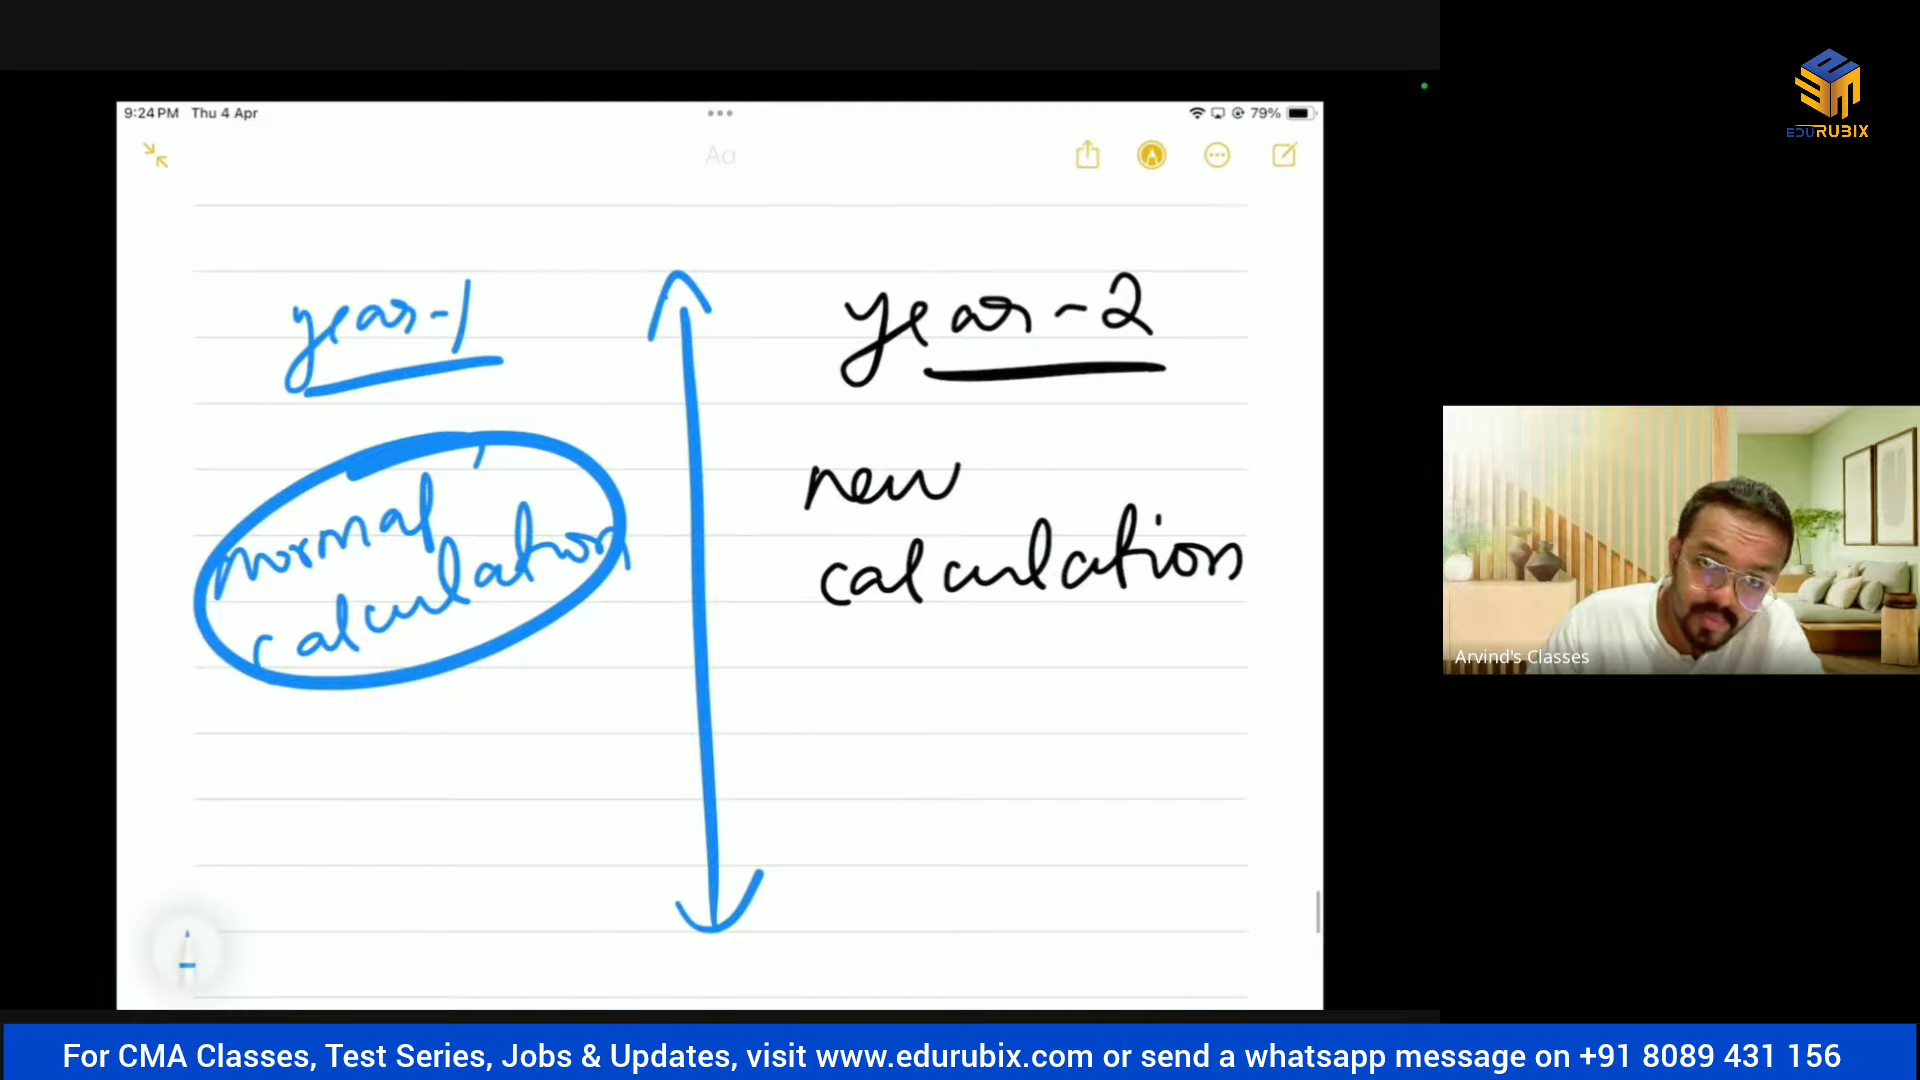 9:24 PM Thu 4 Apr
79%
Aa
year-1
year-2
normal
calculation
new
calculation
EDURUBIX
Arvind's Classes
For CMA Classes, Test Series, Jobs & Updates, visit www.edurubix.com or send a whatsapp message on +91 8089 431 156